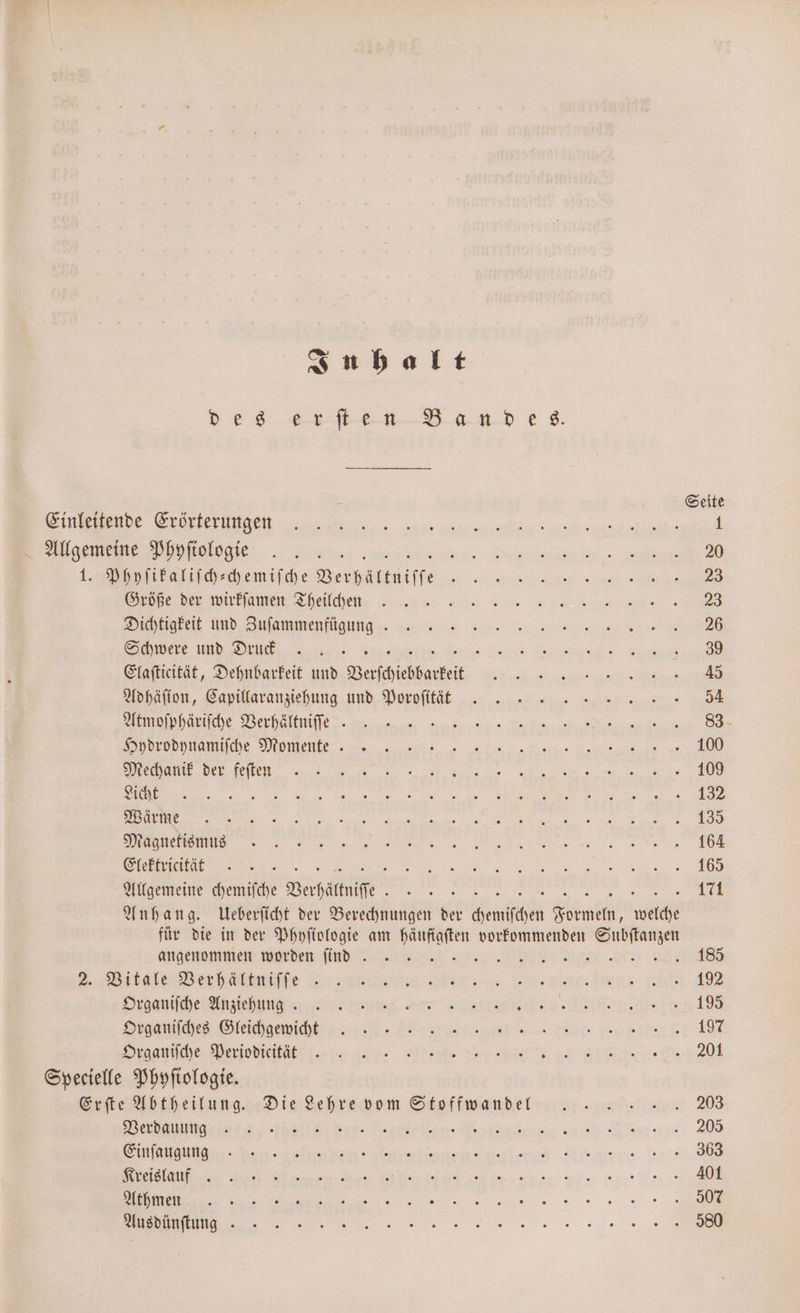 Inhalt
des erſten Bandes.
Seite
Einleitende Erörterungen . . . . . . . . . . . . . . . . . 1
Allgemeine Phyſiologie . . . . . . . . . . . . . . . . . 20
1. Phyſikaliſch-chemiſche Verhältniſſe . . . . . . . . . . . 23
Größe der wirkſamen Theilchen . . . . . . . . . . . . . 23
Dichtigkeit und Zuſammenfügung . . . . . . . . . . . . . 26
Schwere und Druck . . . . . . . . . . . . . . . . . 39
Elaſticität, Dehnbarkeit und Verſchiebbarkeit . . . . . . . . . 45
Adhäſion, Capillaranziehung und Poroſität . . . . . . . . . . 54
Atmoſphäriſche Verhältniſſe . . . . . . . . . . . . . . . 83
Hydrodynamiſche Momente . . . . . . . . . . . . . . . 100
Mechanik der feſten . . . . . . . . . . . . . . . . . 109
Licht . . . . . . . . . . . . . . . . . . . . . 132
Wärme . . . . . . . . . . . . . . . . . . . . 135
Magnetismus . . . . . . . . . . . . . . . . . . 164
Elektricität . . . . . . . . . . . . . . . . . . . 165
Allgemeine chemiſche Verhältniſſe . . . . . . . . . . . . . 171
Anhang. Ueberſicht der Berechnungen der chemiſchen Formeln, welche
für die in der Phyſiologie am häufigſten vorkommenden Subſtanzen
angenommen worden ſind . . . . . . . . . . . . . . 185
2. Vitale Verhältniſſe . . . . . . . . . . . . . . . . 192
Organiſche Anziehung . . . . . . . . . . . . . . . . 195
Organiſches Gleichgewicht . . . . . . . . . . . . . . . 197
Organiſche Periodicität . . . . . . . . . . . . . . . . 201
Specielle Phyſiologie.
Erſte Abtheilung. Die Lehre vom Stoffwandel . . . . . . 203
Verdauung . . . . . . . . . . . . . . . . . . . 205
Einſaugung . . . . . . . . . . . . . . . . . . . 363
Kreislauf . . . . . . . . . . . . . . . . . . . . 401
Athmen . . . . . . . . . . . . . . . . . . . . 507
Ausdünſtung . . . . . . . . . . . . . . . . . . . 580